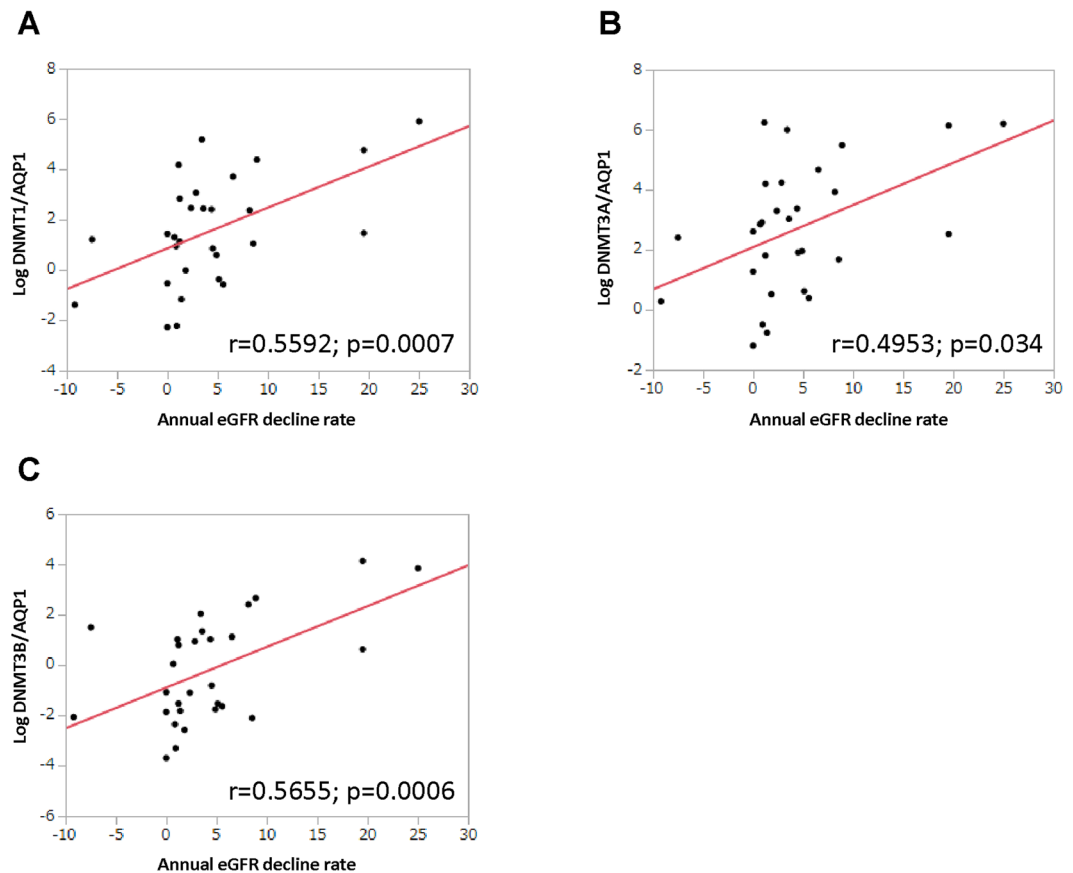 A
8
6
4
2
0
-2
-4
-10 -5 0 5 10 15 20 25 30
Log DNMT1/AQP1
r=0.5592; p=0.0007
Annual eGFR decline rate
B
8
6
4
2
0
-2
-10 -5 0 5 10 15 20 25 30
Log DNMT3A/AQP1
r=0.4953; p=0.034
Annual eGFR decline rate
C
6
4
2
0
-2
-4
-6
-10 -5 0 5 10 15 20 25 30
Log DNMT3B/AQP1
r=0.5655; p=0.0006
Annual eGFR decline rate